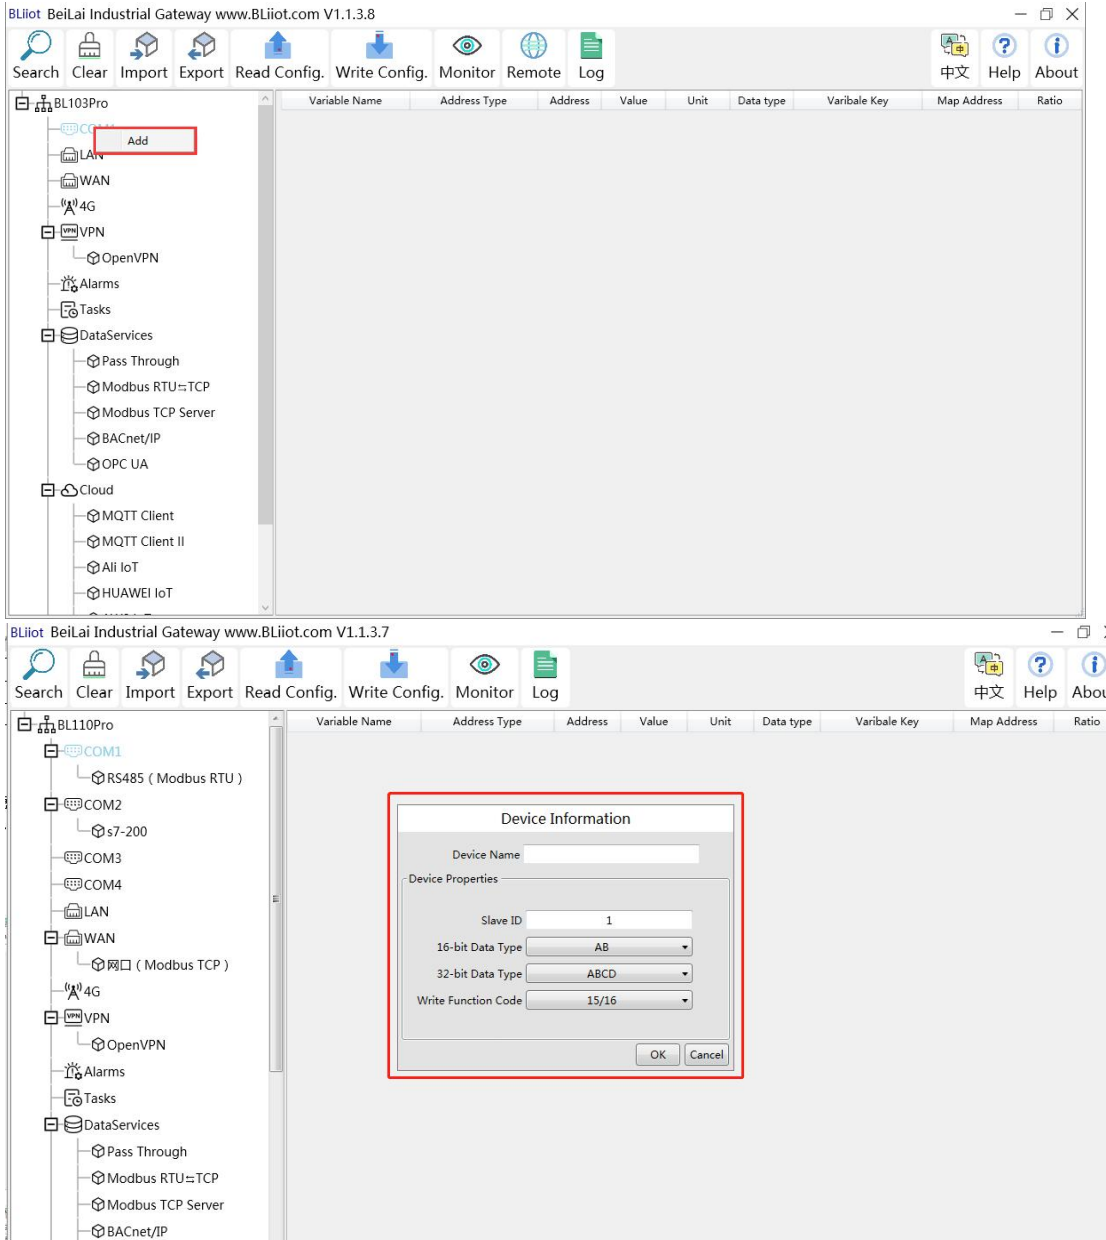 BLiiot BeiLai Industrial Gateway www.BLiiot.com V1.1.3.8
Search Clear Import Export Read Config. Write Config. Monitor Remote Log 中文 Help About
BL103Pro
Variable Name Address Type Address Value Unit Data type Varibale Key Map Address Ratio
Add
LAN
WAN
4G
VPN
OpenVPN
Alarms
Tasks
DataServices
Pass Through
Modbus RTU⇆TCP
Modbus TCP Server
BACnet/IP
OPC UA
Cloud
MQTT Client
MQTT Client II
Ali IoT
HUAWEI IoT
BLiiot BeiLai Industrial Gateway www.BLiiot.com V1.1.3.7
Search Clear Import Export Read Config. Write Config. Monitor Log 中文 Help Abou
BL110Pro
Variable Name Address Type Address Value Unit Data type Varibale Key Map Address Ratio
COM1
RS485 ( Modbus RTU )
COM2
s7-200
COM3
COM4
LAN
WAN
网口 ( Modbus TCP )
4G
VPN
OpenVPN
Alarms
Tasks
DataServices
Pass Through
Modbus RTU⇆TCP
Modbus TCP Server
BACnet/IP
Device Information
Device Name
Device Properties
Slave ID 1
16-bit Data Type AB
32-bit Data Type ABCD
Write Function Code 15/16
OK Cancel